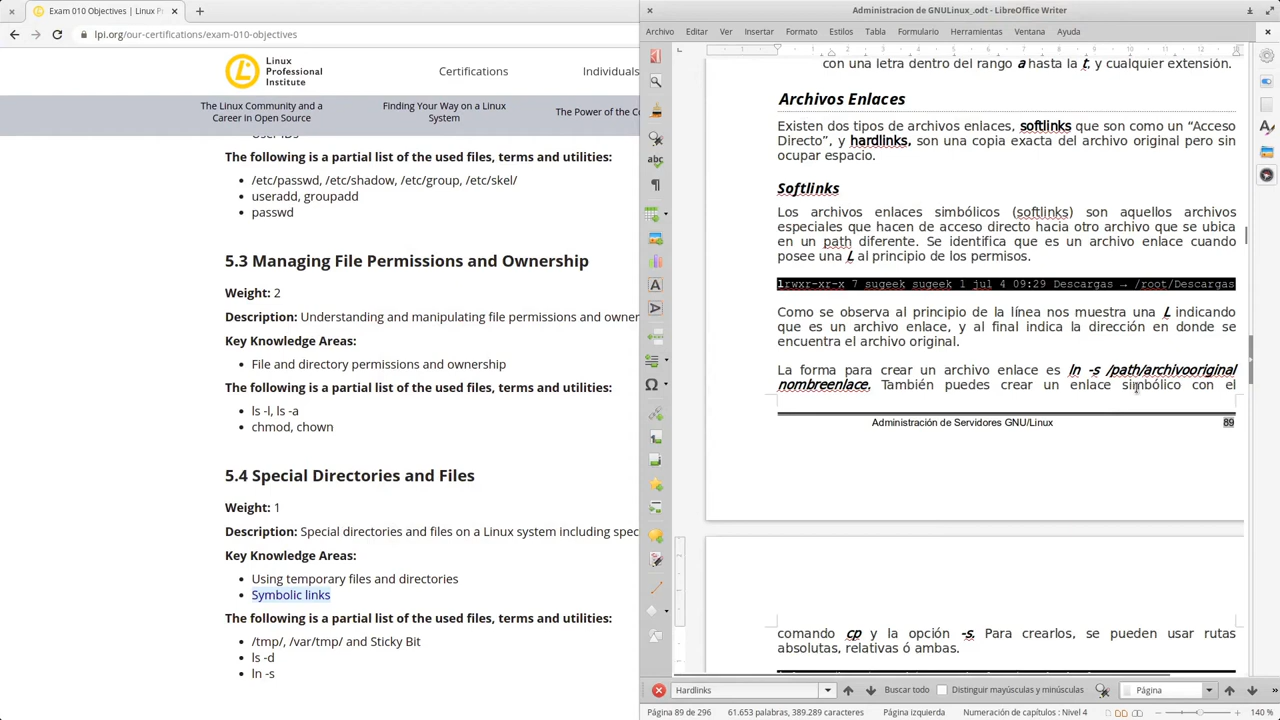 Exam 010 Objectives | Linux P
lpi.org/our-certifications/exam-010-objectives
Linux
Professional
Institute
Certifications
Individuals
The Linux Community and a
Career in Open Source
Finding Your Way on a Linux
System
The Power of the Co
User IDs
The following is a partial list of the used files, terms and utilities:
/etc/passwd, /etc/shadow, /etc/group, /etc/skel/
useradd, groupadd
passwd
5.3 Managing File Permissions and Ownership
Weight: 2
Description: Understanding and manipulating file permissions and owner
Key Knowledge Areas:
File and directory permissions and ownership
The following is a partial list of the used files, terms and utilities:
ls -l, ls -a
chmod, chown
5.4 Special Directories and Files
Weight: 1
Description: Special directories and files on a Linux system including spec
Key Knowledge Areas:
Using temporary files and directories
Symbolic links
The following is a partial list of the used files, terms and utilities:
/tmp/, /var/tmp/ and Sticky Bit
ls -d
ln -s
Administracion de GNULinux_.odt - LibreOffice Writer
Archivo Editar Ver Insertar Formato Estilos Tabla Formulario Herramientas Ventana Ayuda
con una letra dentro del rango a hasta la t. y cualquier extensión.
Archivos Enlaces
Existen dos tipos de archivos enlaces, softlinks que son como un “Acceso
Directo”, y hardlinks, son una copia exacta del archivo original pero sin
ocupar espacio.
Softlinks
Los archivos enlaces simbólicos (softlinks) son aquellos archivos
especiales que hacen de acceso directo hacia otro archivo que se ubica
en un path diferente. Se identifica que es un archivo enlace cuando
posee una L al principio de los permisos.
lrwxr-xr-x 7 sugeek sugeek 1 jul 4 09:29 Descargas → /root/Descargas
Como se observa al principio de la línea nos muestra una L indicando
que es un archivo enlace, y al final indica la dirección en donde se
encuentra el archivo original.
La forma para crear un archivo enlace es ln -s /path/archivooriginal
nombreenlace. También puedes crear un enlace simbólico con el
Administración de Servidores GNU/Linux 89
comando cp y la opción -s. Para crearlos, se pueden usar rutas
absolutas, relativas ó ambas.
Hardlinks Buscar todo Distinguir mayúsculas y minúsculas Página
Página 89 de 296 61.653 palabras, 389.289 caracteres Página izquierda Numeración de capítulos : Nivel 4 140 %